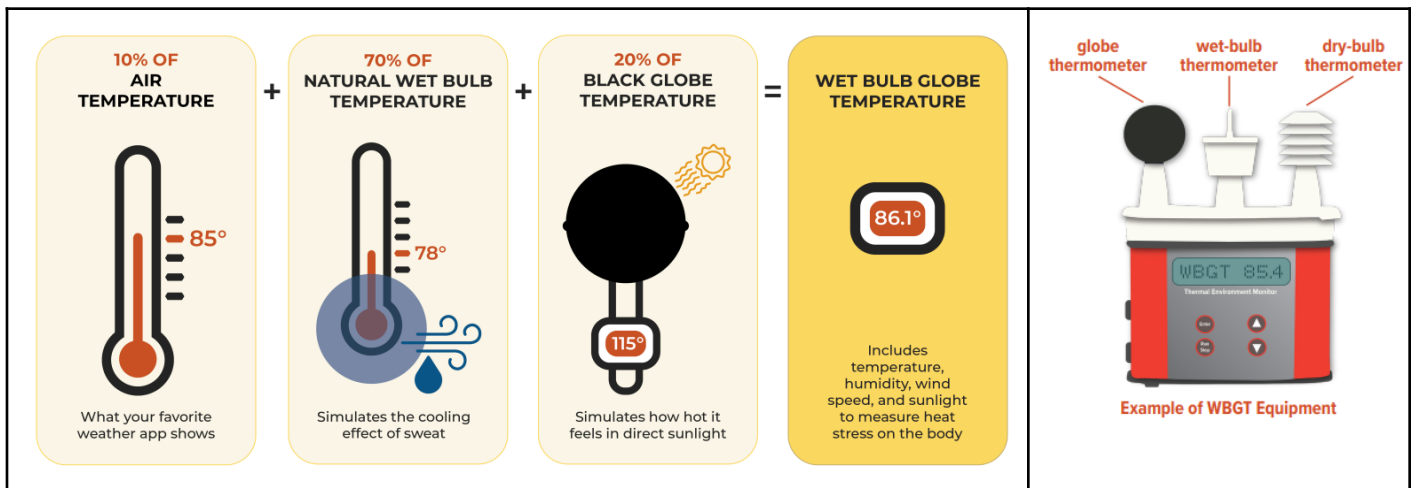 10% OF
AIR
TEMPERATURE
85°
What your favorite
weather app shows
+
70% OF
NATURAL WET BULB
TEMPERATURE
78°
Simulates the cooling
effect of sweat
+
20% OF
BLACK GLOBE
TEMPERATURE
115°
Simulates how hot it
feels in direct sunlight
=
WET BULB GLOBE
TEMPERATURE
86.1°
Includes
temperature,
humidity, wind
speed, and sunlight
to measure heat
stress on the body
globe
thermometer
wet-bulb
thermometer
dry-bulb
thermometer
WBGT 85.4
Thermal Environment Monitor
Enter
Run
Stop
Example of WBGT Equipment